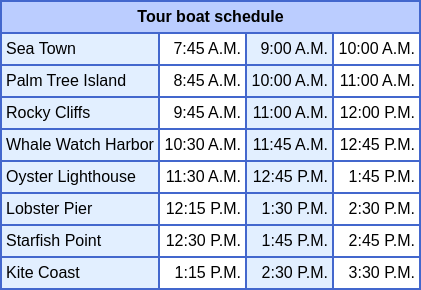 Tour boat schedule
Sea Town 7:45 A.M. 9:00 A.M. 10:00 A.M.
Palm Tree Island 8:45 A.M. 10:00 A.M. 11:00 A.M.
Rocky Cliffs 9:45 A.M. 11:00 A.M. 12:00 P.M.
Whale Watch Harbor 10:30 A.M. 11:45 A.M. 12:45 P.M.
Oyster Lighthouse 11:30 A.M. 12:45 P.M. 1:45 P.M.
Lobster Pier 12:15 P.M. 1:30 P.M. 2:30 P.M.
Starfish Point 12:30 P.M. 1:45 P.M. 2:45 P.M.
Kite Coast 1:15 P.M. 2:30 P.M. 3:30 P.M.